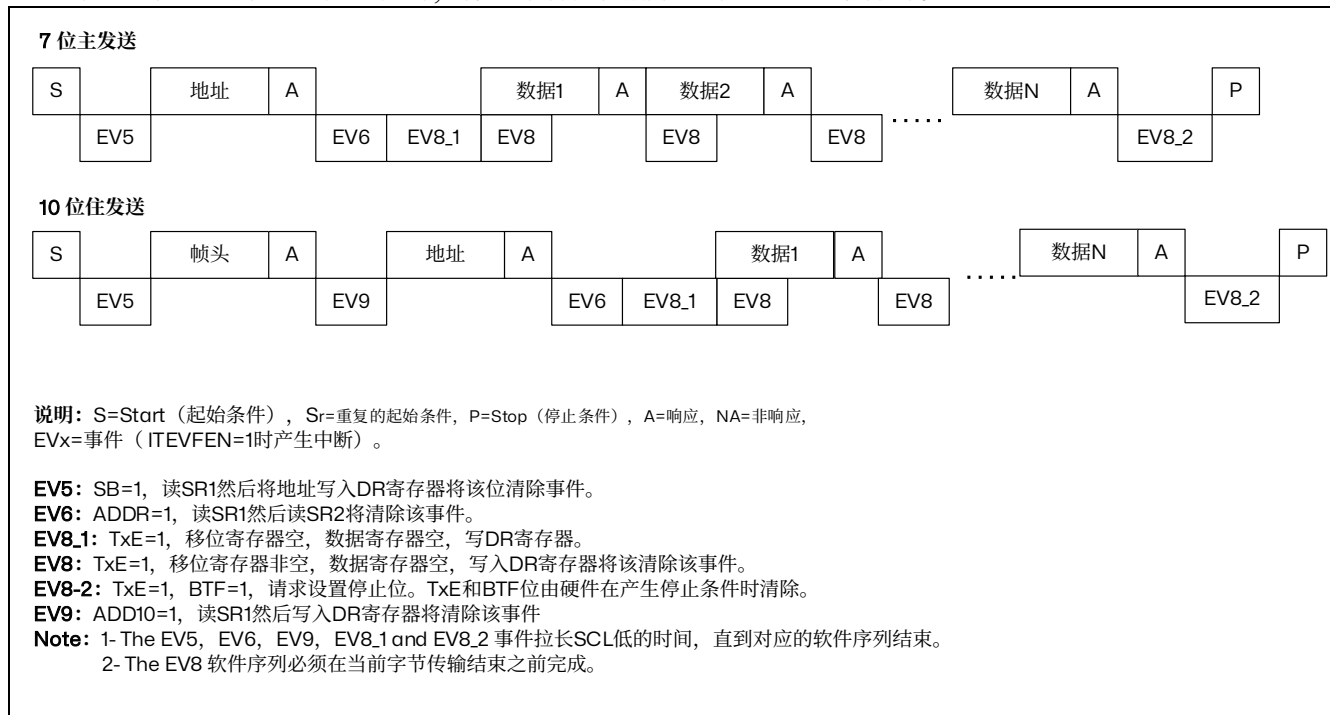 7 位主发送
S 地址 A 数据1 A 数据2 A 数据N A P
EV5 EV6 EV8_1 EV8 EV8 EV8 ..... EV8_2
10 位住发送
S 帧头 A 地址 A 数据1 A 数据N A P
EV5 EV9 EV6 EV8_1 EV8 EV8 ..... EV8_2
说明：S=Start（起始条件）, Sr=重复的起始条件，P=Stop（停止条件），A=响应，NA=非响应,
EVx=事件（ ITEVFEN=1时产生中断）。
EV5：SB=1，读SR1然后将地址写入DR寄存器将该位清除事件。
EV6：ADDR=1，读SR1然后读SR2将清除该事件。
EV8_1：TxE=1，移位寄存器空，数据寄存器空，写DR寄存器。
EV8：TxE=1，移位寄存器非空，数据寄存器空，写入DR寄存器将该清除该事件。
EV8-2：TxE=1，BTF=1，请求设置停止位。TxE和BTF位由硬件在产生停止条件时清除。
EV9：ADD10=1，读SR1然后写入DR寄存器将清除该事件
Note：1- The EV5，EV6，EV9，EV8_1 and EV8_2 事件拉长SCL低的时间，直到对应的软件序列结束。
2- The EV8 软件序列必须在当前字节传输结束之前完成。